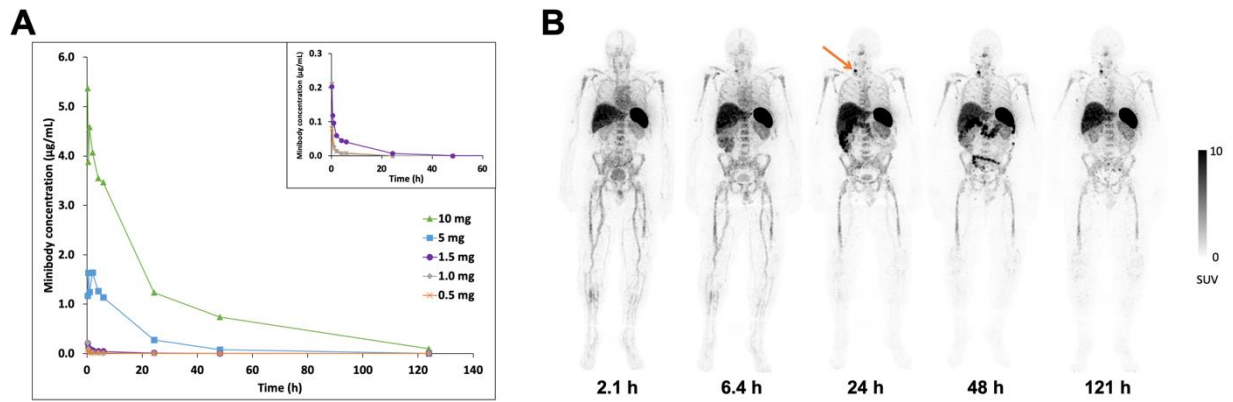 A
Minibody concentration (µg/mL)
6.0
5.0
4.0
3.0
2.0
1.0
0.0
0 20 40 60 80 100 120 140
Time (h)
Minibody concentration (µg/mL)
0.3
0.2
0.1
0.0
0 20 40 60
Time (h)
10 mg
5 mg
1.5 mg
1.0 mg
0.5 mg
B
2.1 h 6.4 h 24 h 48 h 121 h
10
0
SUV